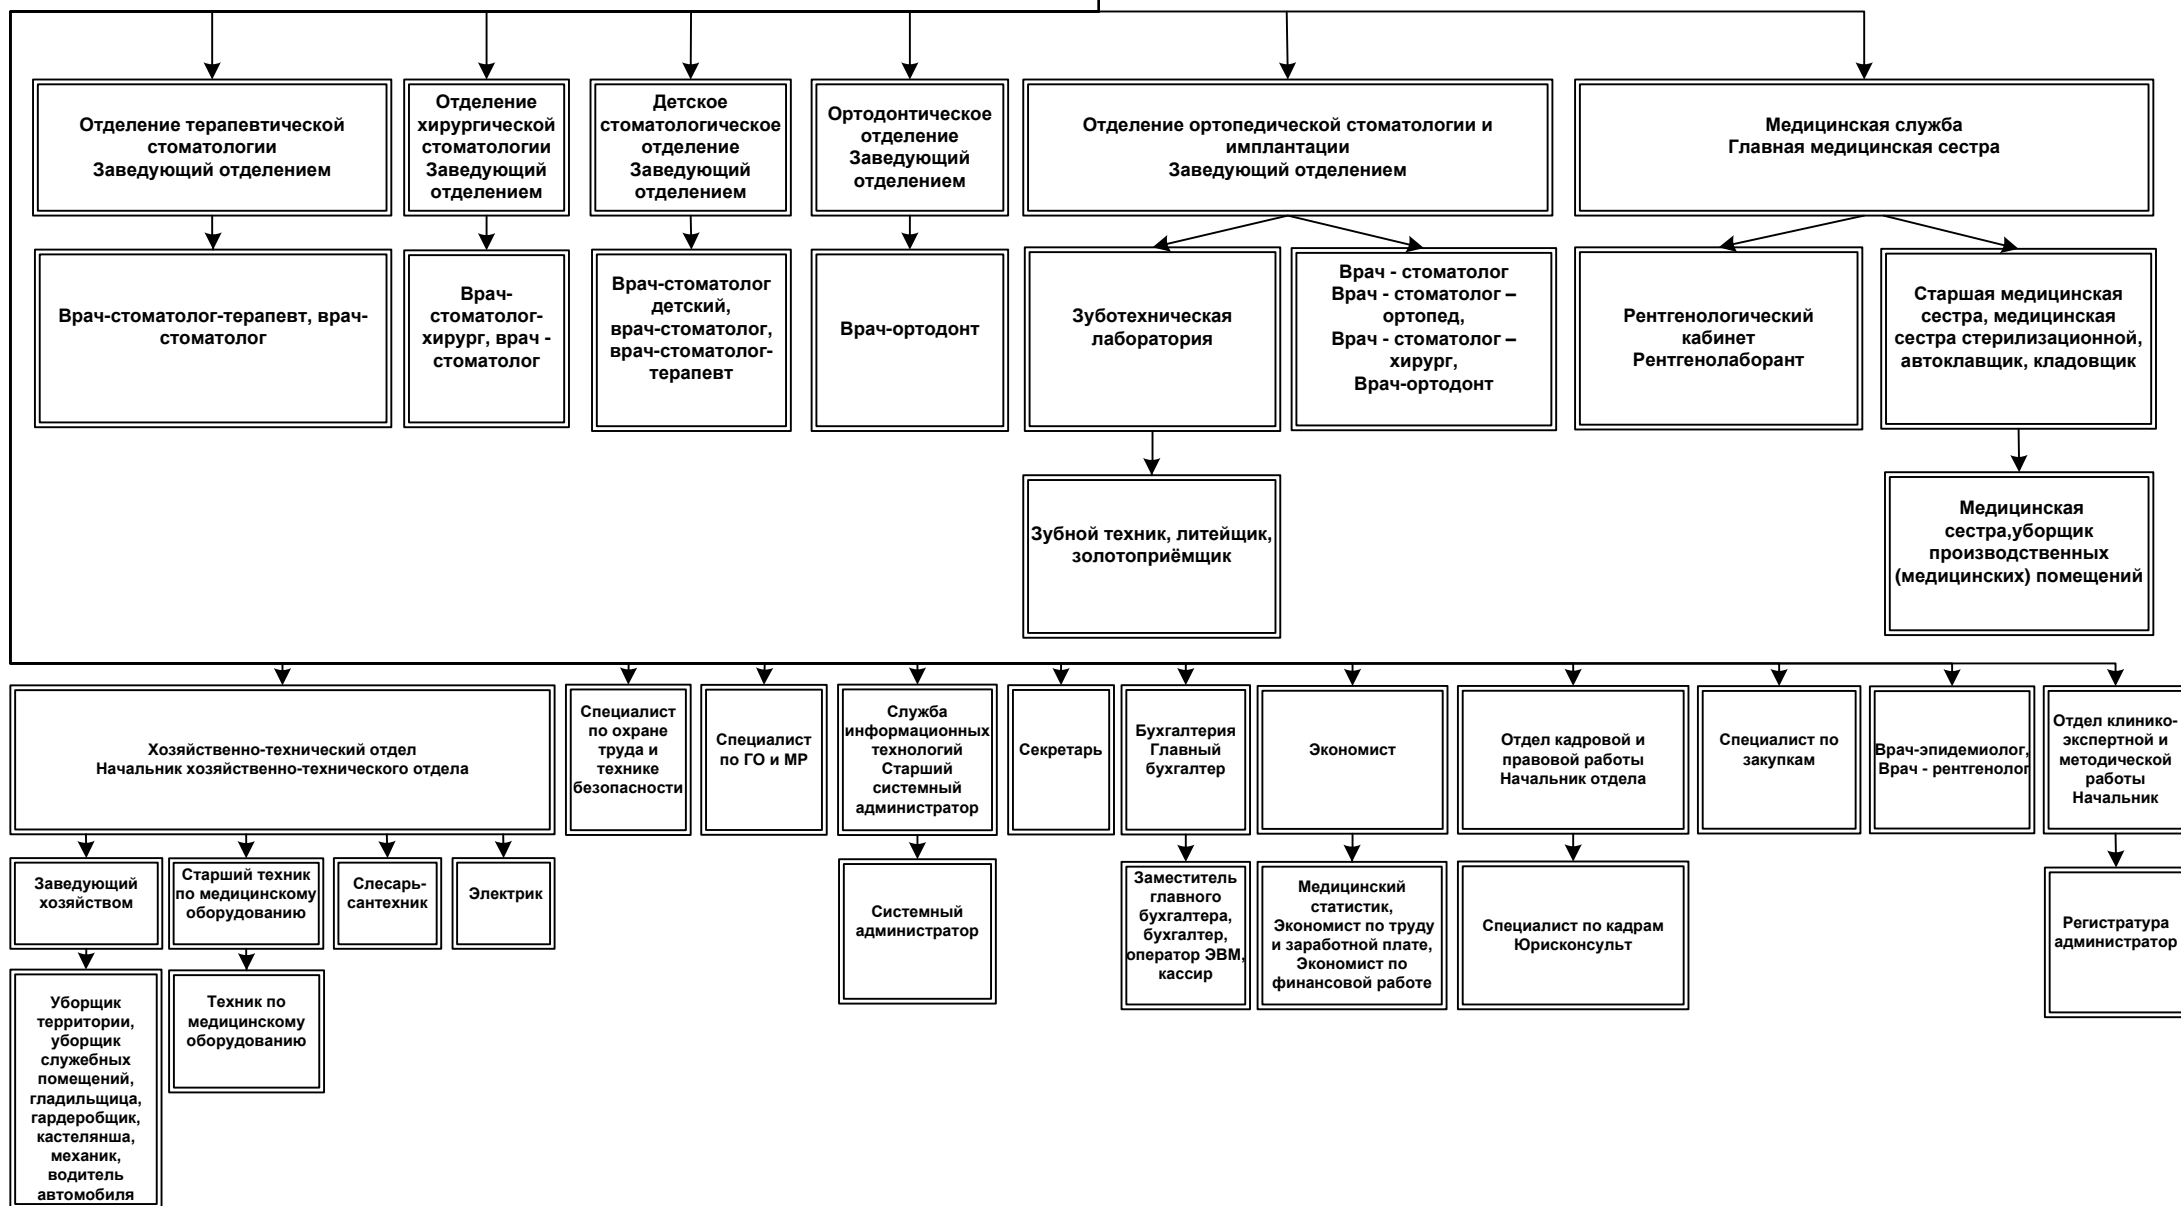 Отделение терапевтической
стоматологии
Заведующий отделением
Отделение
хирургической
стоматологии
Заведующий
отделением
Детское
стоматологическое
отделение
Заведующий
отделением
Ортодонтическое
отделение
Заведующий
отделением
Отделение ортопедической стоматологии и
имплантации
Заведующий отделением
Медицинская служба
Главная медицинская сестра
Врач-стоматолог-терапевт, врач-
стоматолог
Врач-
стоматолог-
хирург, врач -
стоматолог
Врач-стоматолог
детский,
врач-стоматолог,
врач-стоматолог-
терапевт
Врач-ортодонт
Зуботехническая
лаборатория
Врач - стоматолог
Врач - стоматолог –
ортопед,
Врач - стоматолог –
хирург,
Врач-ортодонт
Рентгенологический
кабинет
Рентгенолаборант
Старшая медицинская
сестра, медицинская
сестра стерилизационной,
автоклавщик, кладовщик
Зубной техник, литейщик,
золотоприёмщик
Медицинская
сестра,уборщик
производственных
(медицинских) помещений
Хозяйственно-технический отдел
Начальник хозяйственно-технического отдела
Специалист
по охране
труда и
технике
безопасности
Специалист
по ГО и МР
Служба
информационных
технологий
Старший
системный
администратор
Секретарь
Бухгалтерия
Главный
бухгалтер
Экономист
Отдел кадровой и
правовой работы
Начальник отдела
Специалист по
закупкам
Врач-эпидемиолог,
Врач - рентгенолог
Отдел клинико-
экспертной и
методической
работы
Начальник
Заведующий
хозяйством
Старший техник
по медицинскому
оборудованию
Слесарь-
сантехник
Электрик
Системный
администратор
Заместитель
главного
бухгалтера,
бухгалтер,
оператор ЭВМ,
кассир
Медицинский
статистик,
Экономист по труду
и заработной плате,
Экономист по
финансовой работе
Специалист по кадрам
Юрисконсульт
Регистратура
администратор
Уборщик
территории,
уборщик
служебных
помещений,
гладильщица,
гардеробщик,
кастелянша,
механик,
водитель
автомобиля
Техник по
медицинскому
оборудованию